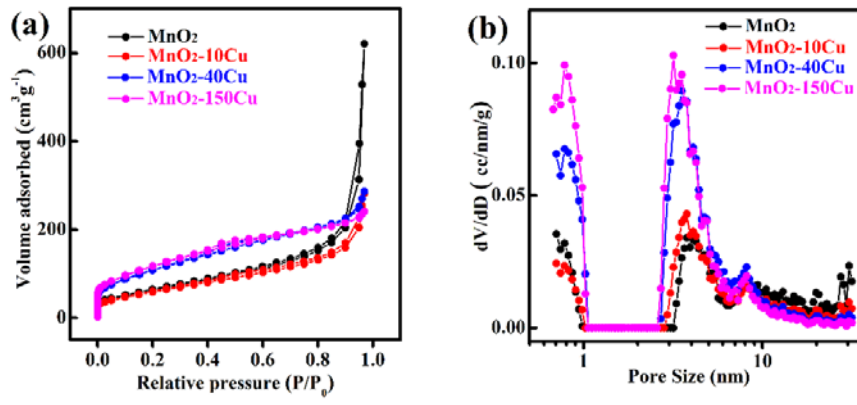 (a)
MnO₂
MnO₂-10Cu
MnO₂-40Cu
MnO₂-150Cu
Volume adsorbed (cm³g⁻¹)
600
400
200
0
0.0 0.2 0.4 0.6 0.8 1.0
Relative pressure (P/P₀)
(b)
MnO₂
MnO₂-10Cu
MnO₂-40Cu
MnO₂-150Cu
dV/dD ( cc/nm/g)
0.10
0.05
0.00
1 10
Pore Size (nm)